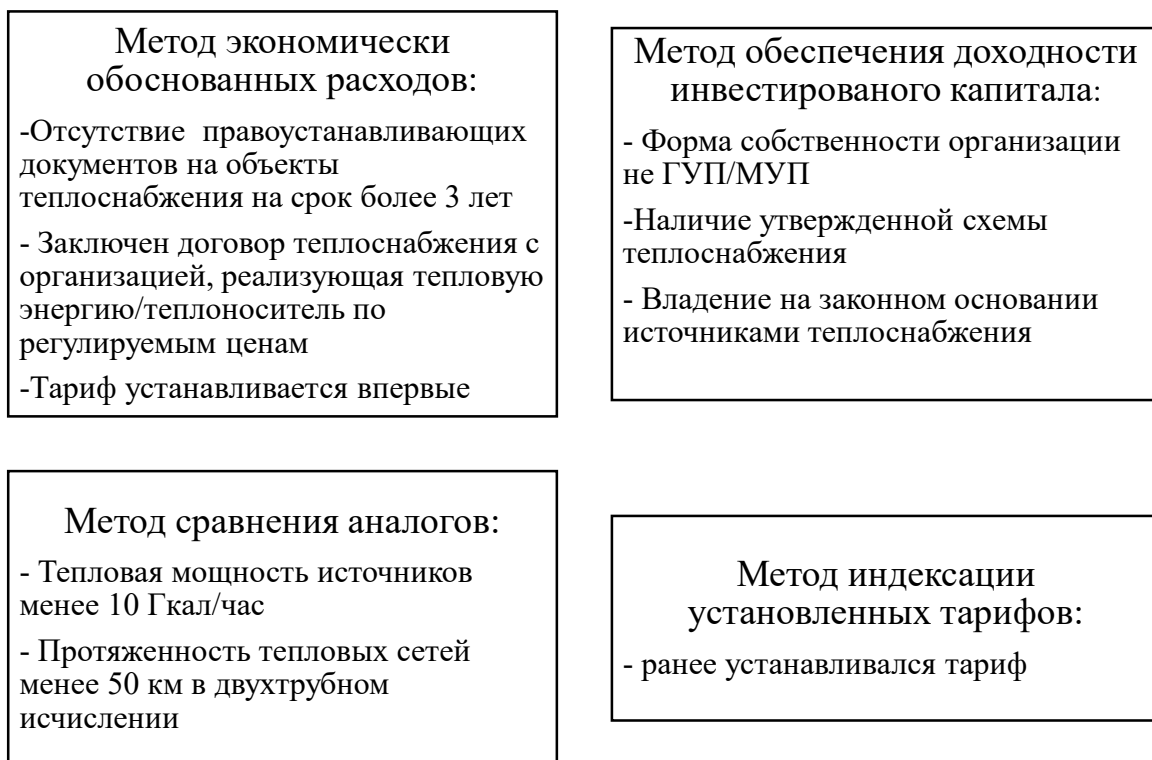 Метод экономически
обоснованных расходов:
-Отсутствие правоустанавливающих
документов на объекты
теплоснабжения на срок более 3 лет
- Заключен договор теплоснабжения с
организацией, реализующая тепловую
энергию/теплоноситель по
регулируемым ценам
-Тариф устанавливается впервые
Метод обеспечения доходности
инвестированого капитала:
- Форма собственности организации
не ГУП/МУП
-Наличие утвержденной схемы
теплоснабжения
- Владение на законном основании
источниками теплоснабжения
Метод сравнения аналогов:
- Тепловая мощность источников
менее 10 Гкал/час
- Протяженность тепловых сетей
менее 50 км в двухтрубном
исчислении
Метод индексации
установленных тарифов:
- ранее устанавливался тариф